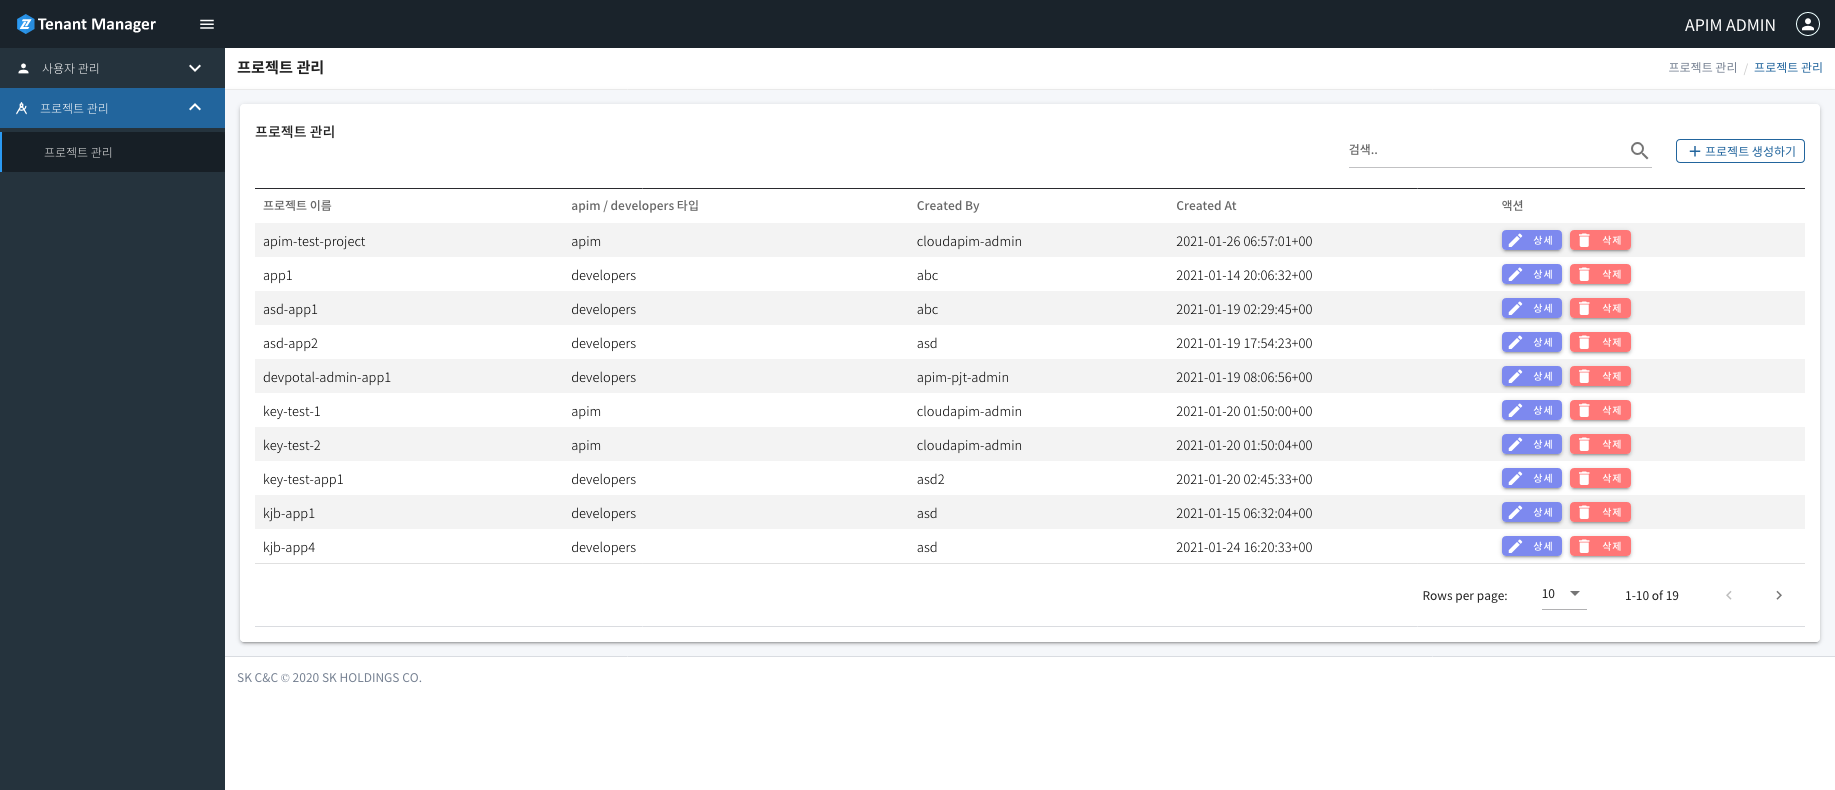 Tenant Manager
APIM ADMIN
사용자 관리
프로젝트 관리
프로젝트 관리
프로젝트 관리
프로젝트 관리 / 프로젝트 관리
프로젝트 관리
검색..
+ 프로젝트 생성하기
프로젝트 이름 apim / developers 타입 Created By Created At 액션
apim-test-project apim cloudapim-admin 2021-01-26 06:57:01+00 상세 삭제
app1 developers abc 2021-01-14 20:06:32+00 상세 삭제
asd-app1 developers abc 2021-01-19 02:29:45+00 상세 삭제
asd-app2 developers asd 2021-01-19 17:54:23+00 상세 삭제
devpotal-admin-app1 developers apim-pjt-admin 2021-01-19 08:06:56+00 상세 삭제
key-test-1 apim cloudapim-admin 2021-01-20 01:50:00+00 상세 삭제
key-test-2 apim cloudapim-admin 2021-01-20 01:50:04+00 상세 삭제
key-test-app1 developers asd2 2021-01-20 02:45:33+00 상세 삭제
kjb-app1 developers asd 2021-01-15 06:32:04+00 상세 삭제
kjb-app4 developers asd 2021-01-24 16:20:33+00 상세 삭제
Rows per page: 10 1-10 of 19
SK C&C © 2020 SK HOLDINGS CO.